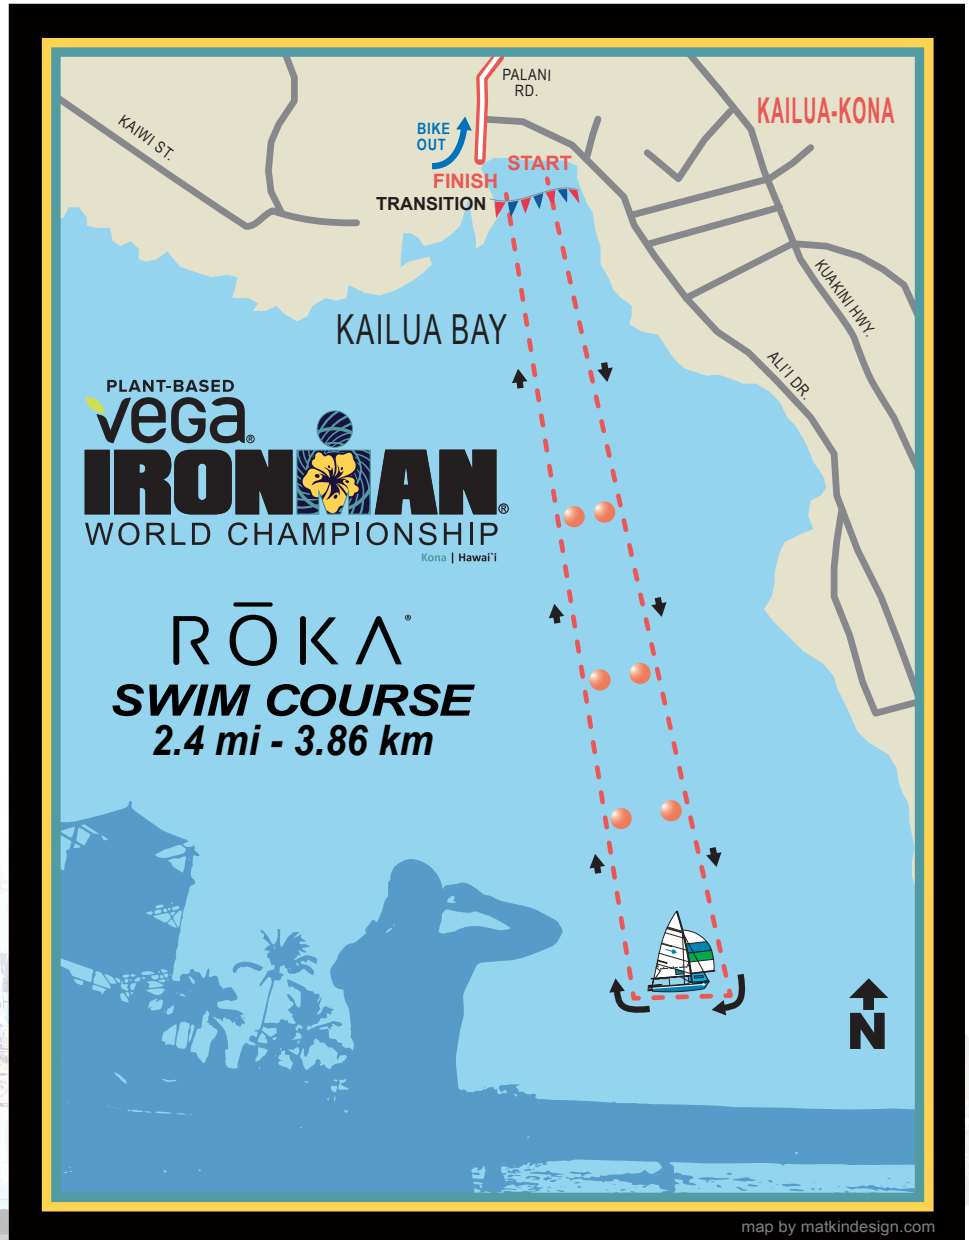 PALANI
RD.
KAILUA-KONA
KAIWI ST.
BIKE
OUT
START
FINISH
TRANSITION
KUAKINI HWY.
KAILUA BAY
ALI'I DR.
PLANT-BASED
vega®
IRONMAN®
WORLD CHAMPIONSHIP
Kona | Hawai`i
RŌKA®
SWIM COURSE
2.4 mi - 3.86 km
N
map by matkindesign.com